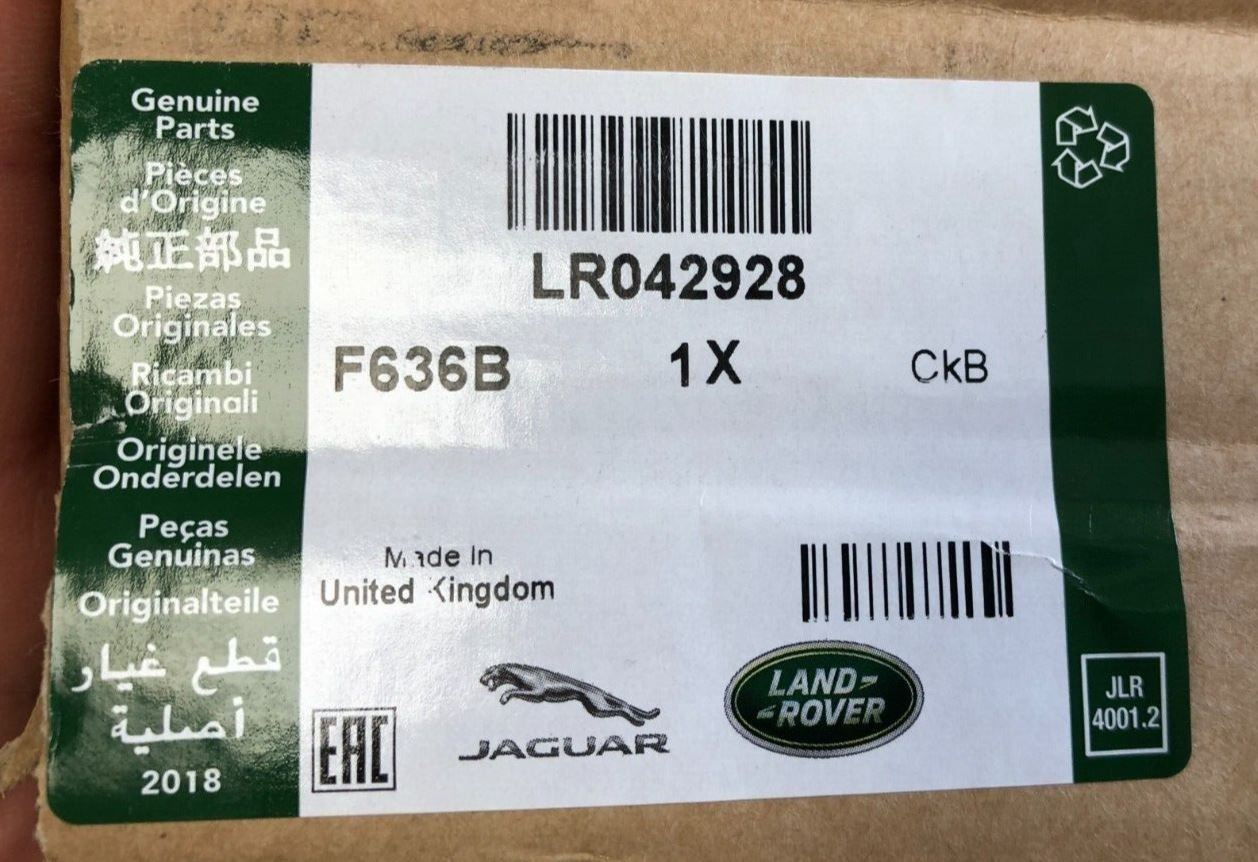 Genuine
Parts
Pièces
d'Origine
純正部品
Piezas
Originales
Ricambi
Originali
Originele
Onderdelen
Peças
Genuinas
Originalteile
قطع غيار
أصلية
2018
LR042928
F636B 1X CkB
Made In
United Kingdom
EAC
JAGUAR
LAND-
-ROVER
JLR
4001.2